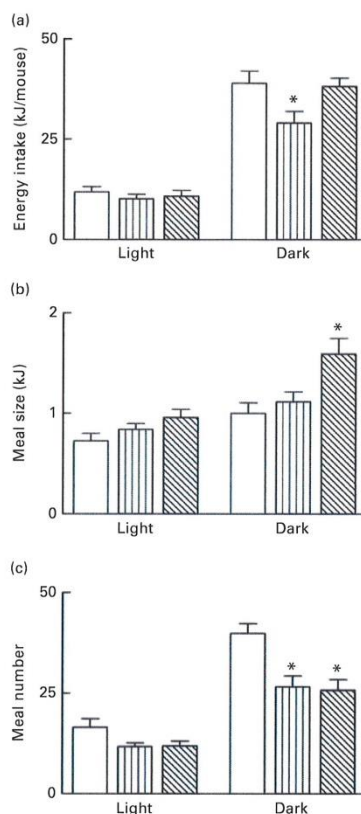 (a)
50
25
0
Energy intake (kJ/mouse)
*
Light
Dark
(b)
2
1
0
Meal size (kJ)
*
Light
Dark
(c)
50
25
0
Meal number
*
*
Light
Dark